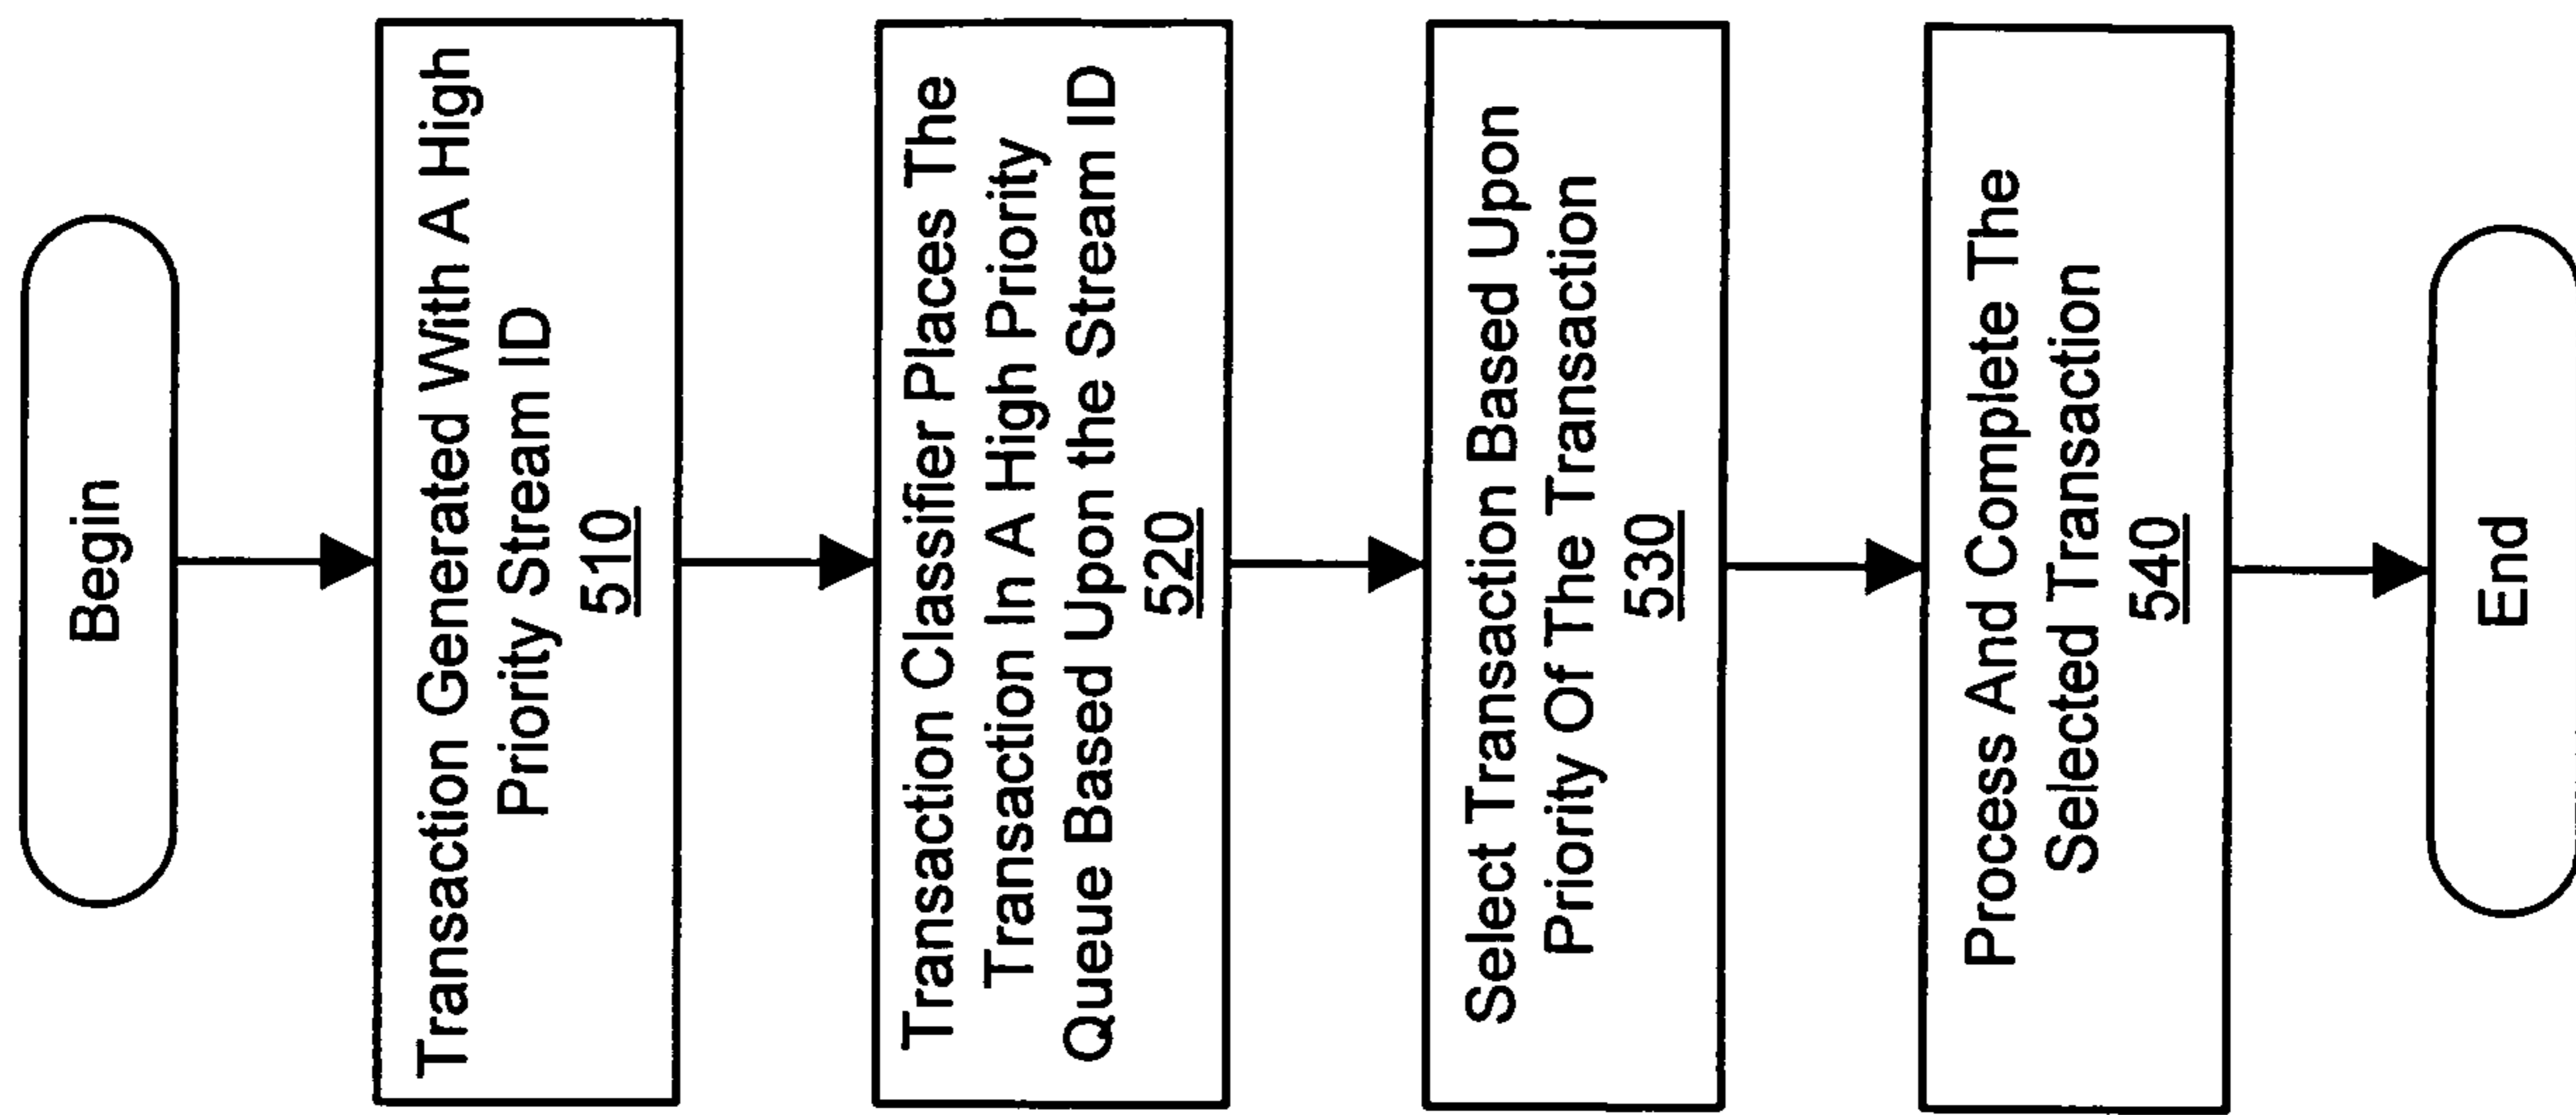 Begin
Transaction Generated With A High
Priority Stream ID
510
Transaction Classifier Places The
Transaction In A High Priority
Queue Based Upon the Stream ID
520
Select Transaction Based Upon
Priority Of The Transaction
530
Process And Complete The
Selected Transaction
540
End